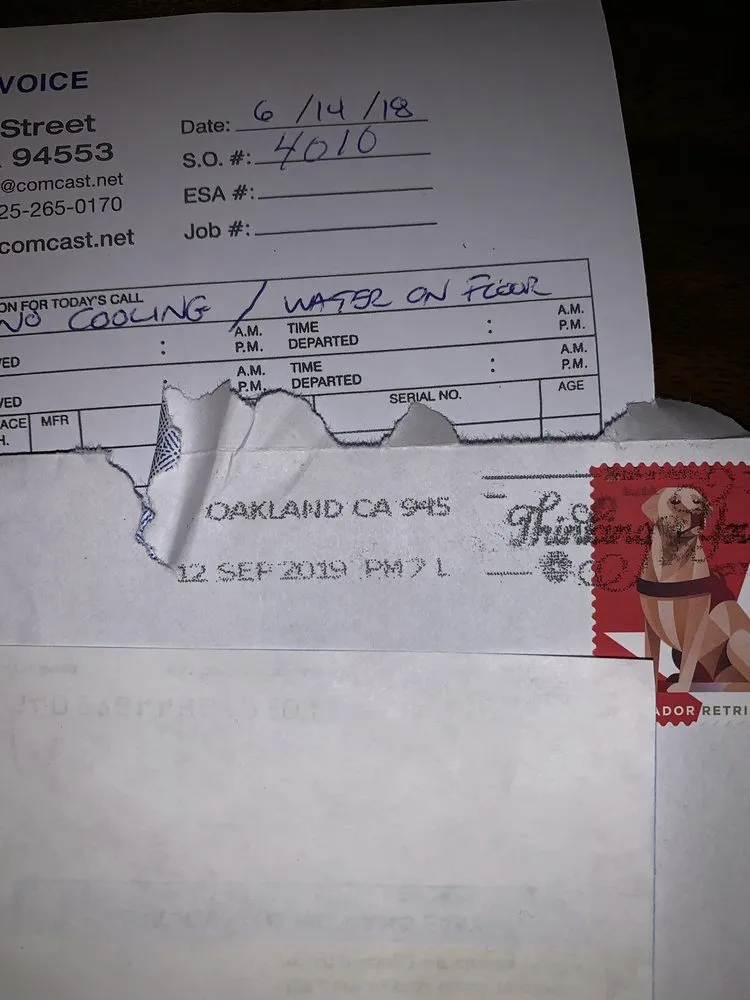 VOICE
Street
94553
@comcast.net
25-265-0170
comcast.net
Date: 6/14/18
S.O. #: 4010
ESA #:
Job #:
ON FOR TODAY'S CALL
NO COOLING / WATER ON FLOOR
VED : A.M. P.M. TIME DEPARTED : A.M. P.M.
VED : A.M. P.M. TIME DEPARTED : A.M. P.M.
ACE H. MFR SERIAL NO. AGE
OAKLAND CA 945
12 SEP 2019 PM 7 L
Thinking
ADOR RETRI